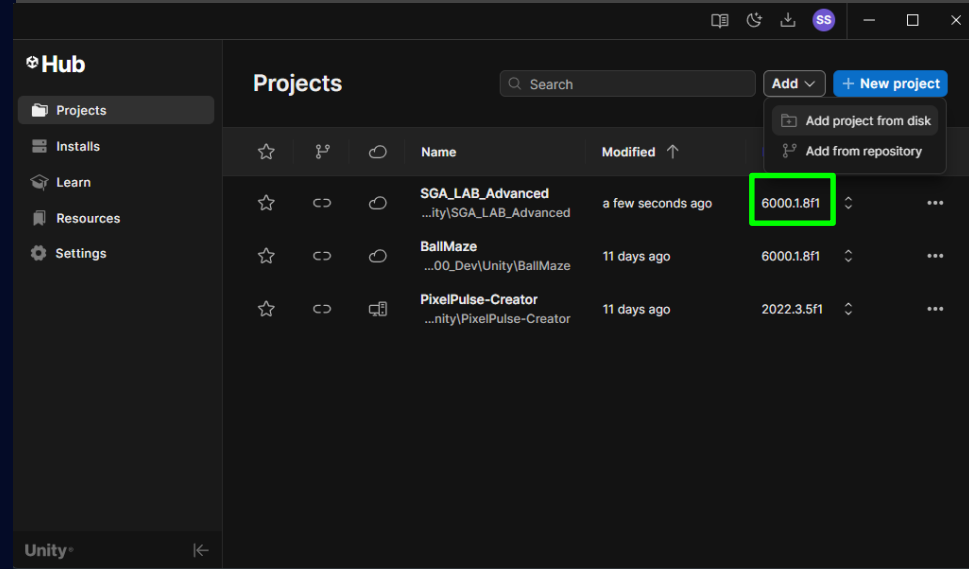 SS
Hub
Projects
Installs
Learn
Resources
Settings
Projects
Search
Add
+ New project
Add project from disk
Add from repository
Name
Modified
SGA_LAB_Advanced
...ity\SGA_LAB_Advanced
a few seconds ago
6000.1.8f1
BallMaze
...00_Dev\Unity\BallMaze
11 days ago
6000.1.8f1
PixelPulse-Creator
...nity\PixelPulse-Creator
11 days ago
2022.3.5f1
Unity®